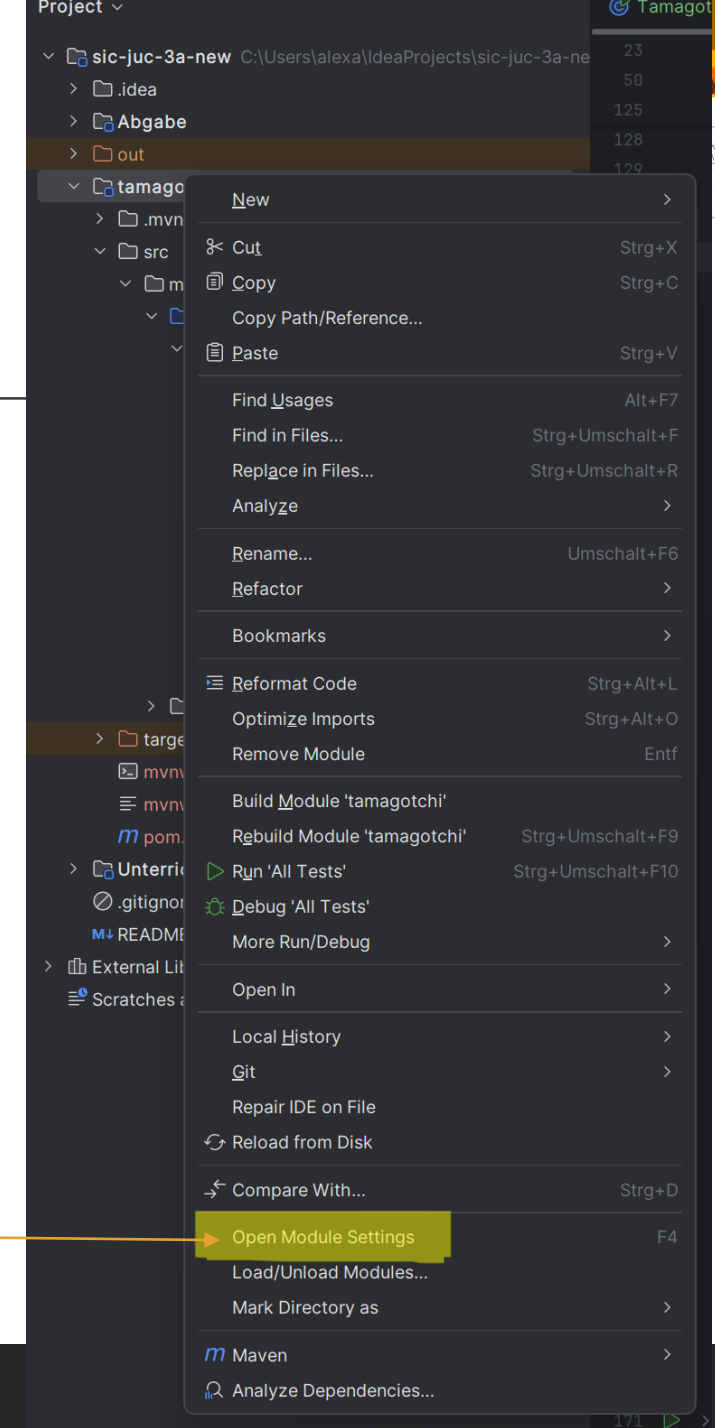 Project
Tamagot
sic-juc-3a-new C:\Users\alexa\IdeaProjects\sic-juc-3a-ne
23
.idea
50
Abgabe
125
out
128
129
tamago
New
.mvn
src
Cut Strg+X
m
Copy Strg+C
Copy Path/Reference...
Paste Strg+V
Find Usages Alt+F7
Find in Files... Strg+Umschalt+F
Replace in Files... Strg+Umschalt+R
Analyze
Rename... Umschalt+F6
Refactor
Bookmarks
Reformat Code Strg+Alt+L
Optimize Imports Strg+Alt+O
targe
Remove Module Entf
mvnw
Build Module 'tamagotchi'
mvnw
Rebuild Module 'tamagotchi' Strg+Umschalt+F9
m pom.
Unterric
Run 'All Tests' Strg+Umschalt+F10
.gitignor
Debug 'All Tests'
M↓ README
More Run/Debug
External Lib
Open In
Scratches a
Local History
Git
Repair IDE on File
Reload from Disk
Compare With... Strg+D
Open Module Settings F4
Load/Unload Modules...
Mark Directory as
m Maven
Analyze Dependencies...
171